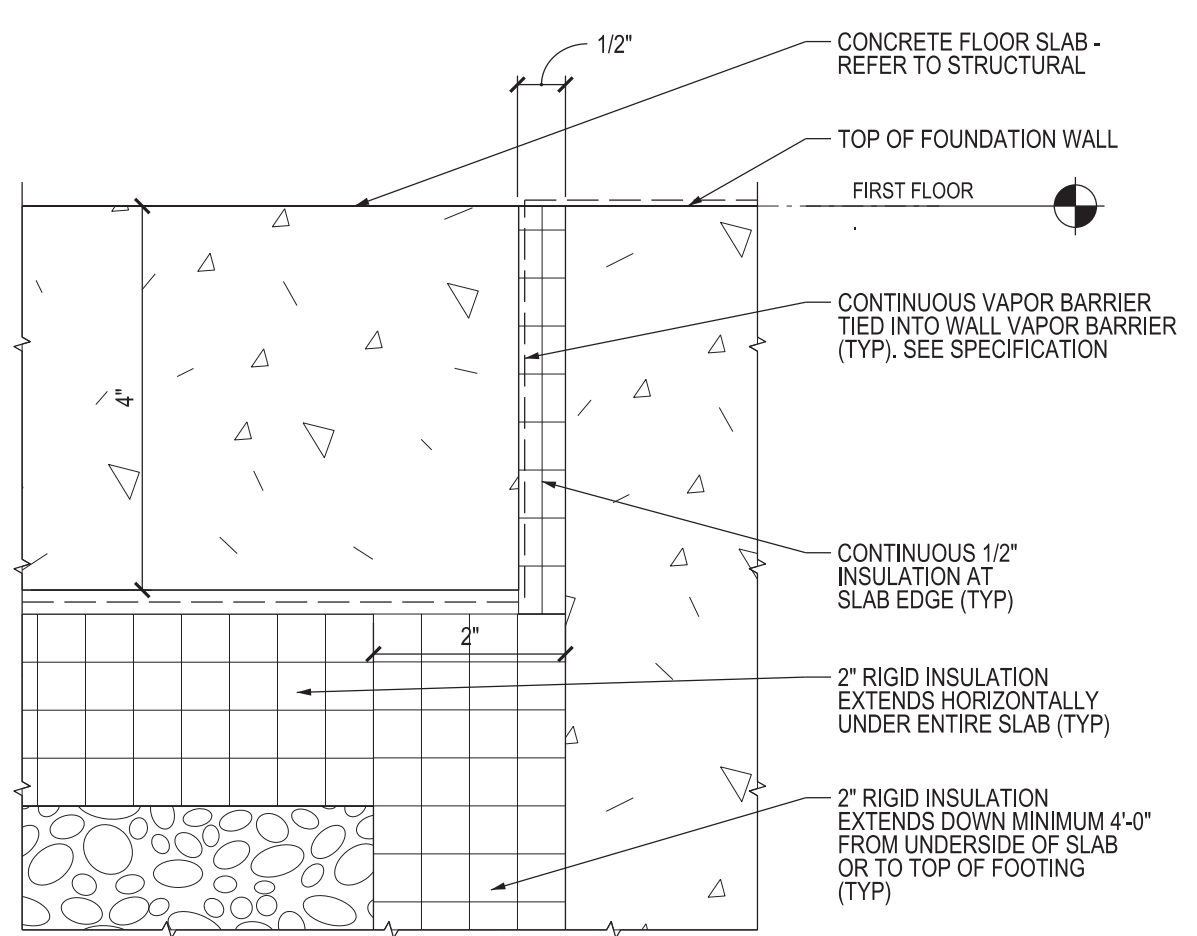 1/2"
CONCRETE FLOOR SLAB -
REFER TO STRUCTURAL
TOP OF FOUNDATION WALL
FIRST FLOOR
.
CONTINUOUS VAPOR BARRIER
TIED INTO WALL VAPOR BARRIER
(TYP). SEE SPECIFICATION
4"
CONTINUOUS 1/2"
INSULATION AT
SLAB EDGE (TYP)
2"
2" RIGID INSULATION
EXTENDS HORIZONTALLY
UNDER ENTIRE SLAB (TYP)
2" RIGID INSULATION
EXTENDS DOWN MINIMUM 4'-0"
FROM UNDERSIDE OF SLAB
OR TO TOP OF FOOTING
(TYP)